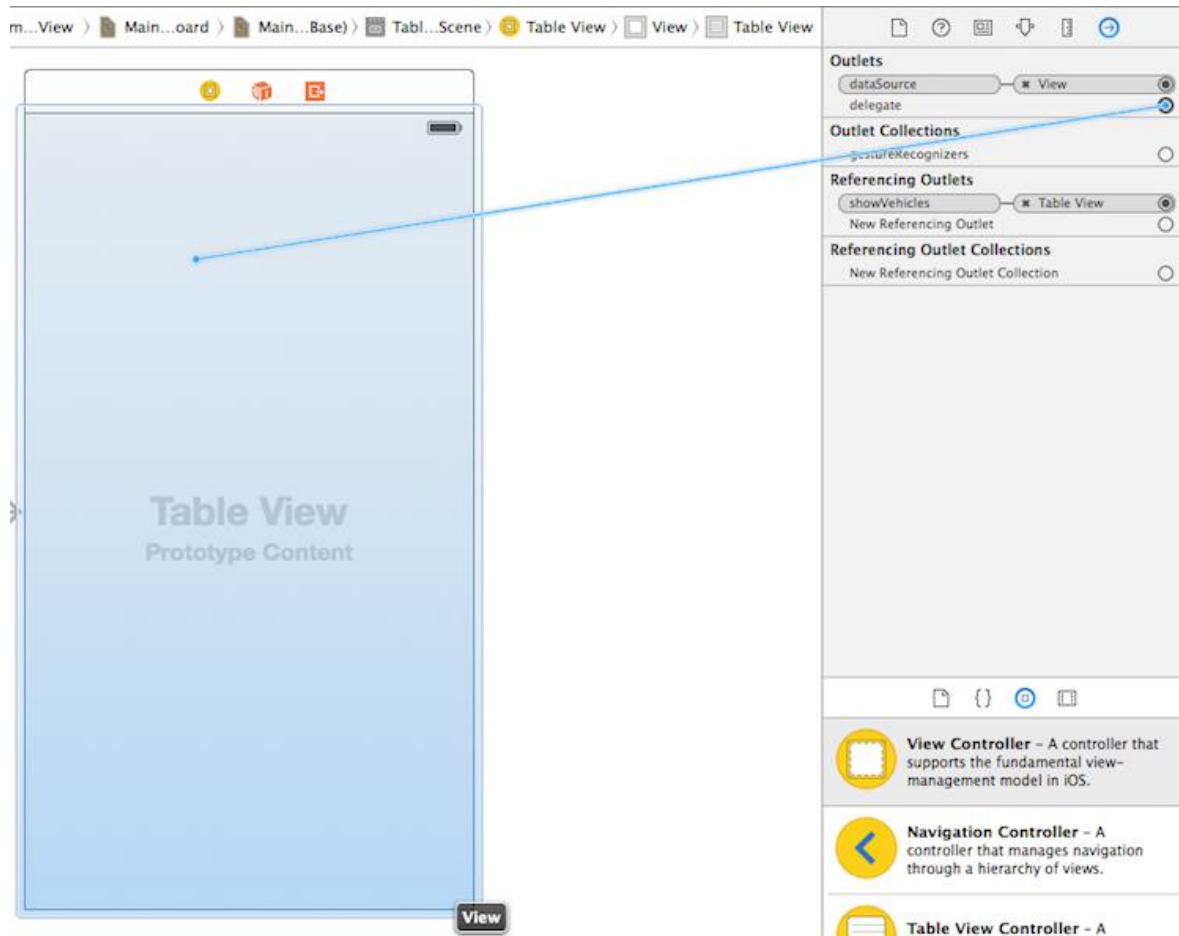 m...View 〉 Main...oard 〉 Main...Base) 〉 Tabl...Scene 〉 Table View 〉 View 〉 Table View
Outlets
dataSource
View
delegate
Outlet Collections
gestureRecognizers
Referencing Outlets
showVehicles
Table View
New Referencing Outlet
Referencing Outlet Collections
New Referencing Outlet Collection
Table View
Prototype Content
View
{}
View Controller – A controller that
supports the fundamental view-
management model in iOS.
Navigation Controller – A
controller that manages navigation
through a hierarchy of views.
Table View Controller – A